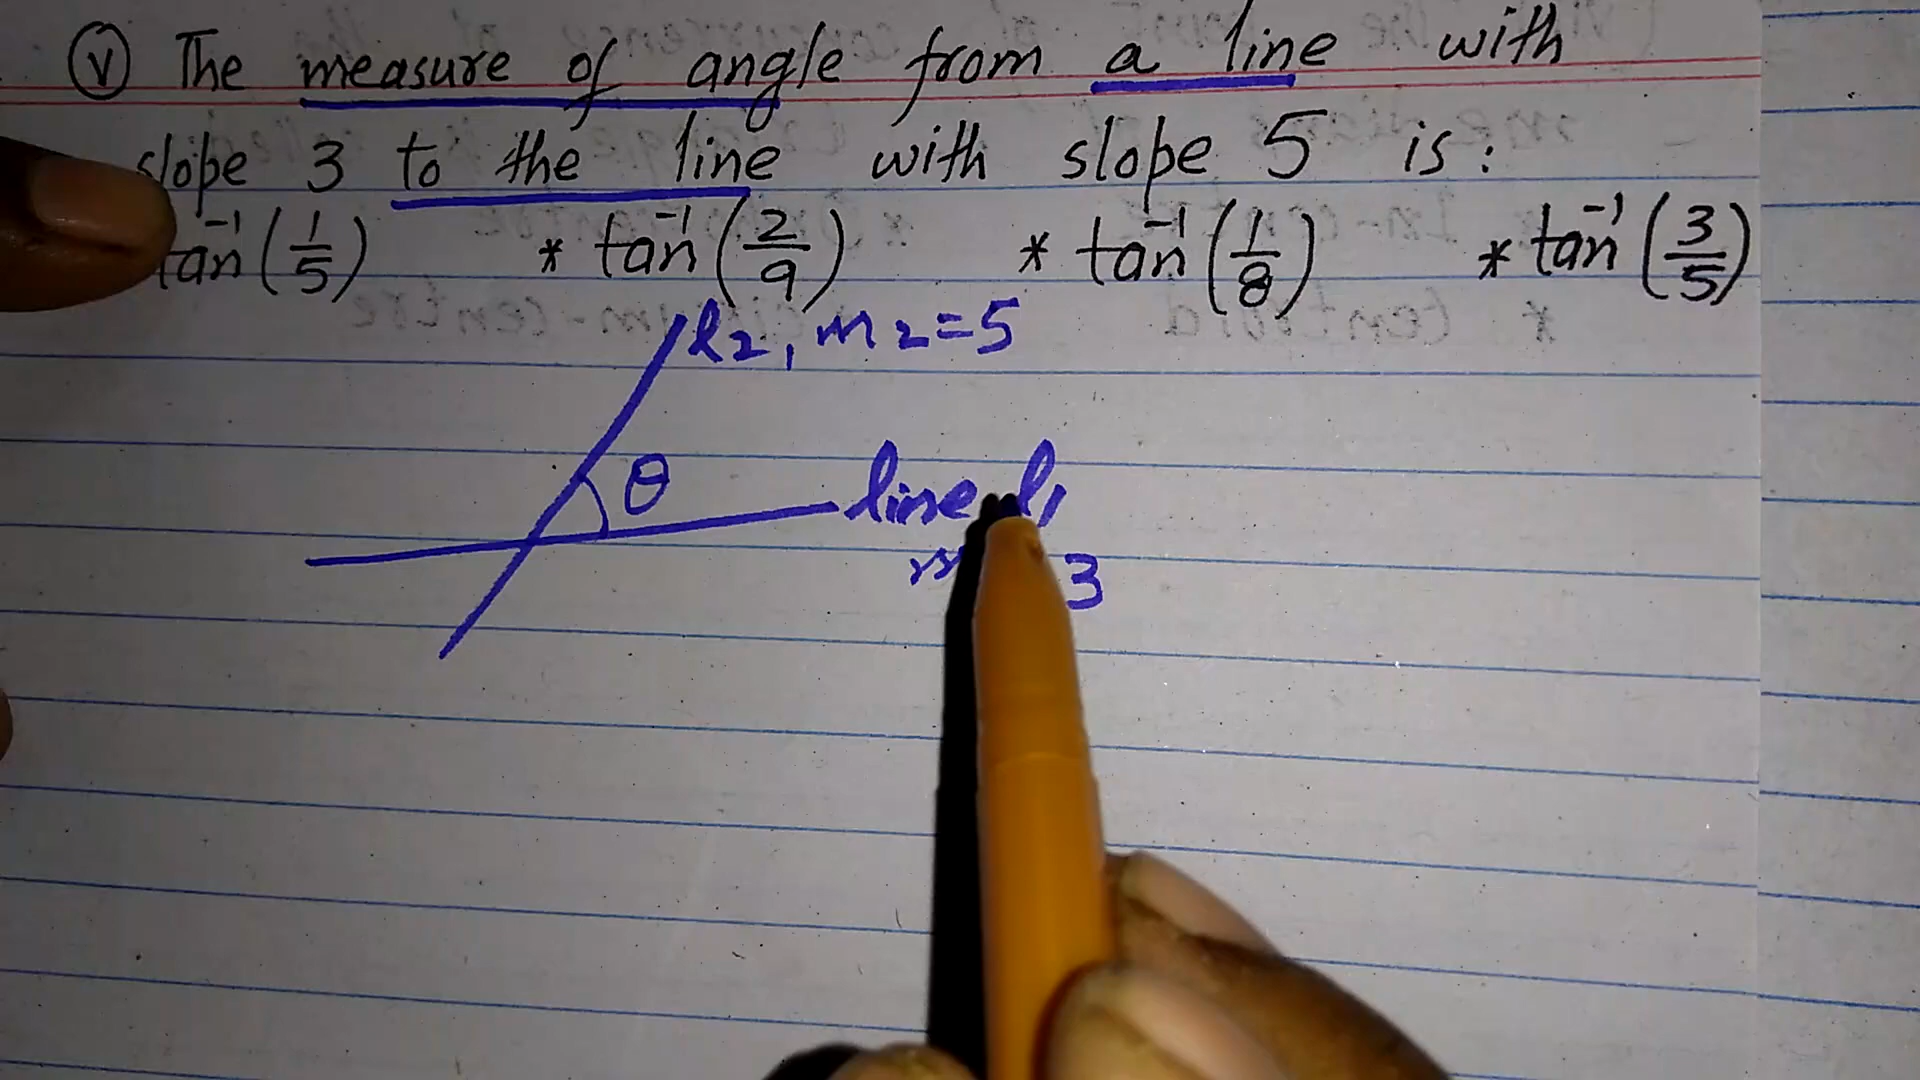 (v) The measure of angle from a line with
slope 3 to the line with slope 5 is:
tan⁻¹(1/5) * tan⁻¹(2/9) * tan⁻¹(1/8) * tan⁻¹(3/5)
l2, m2=5
θ
line l1
3